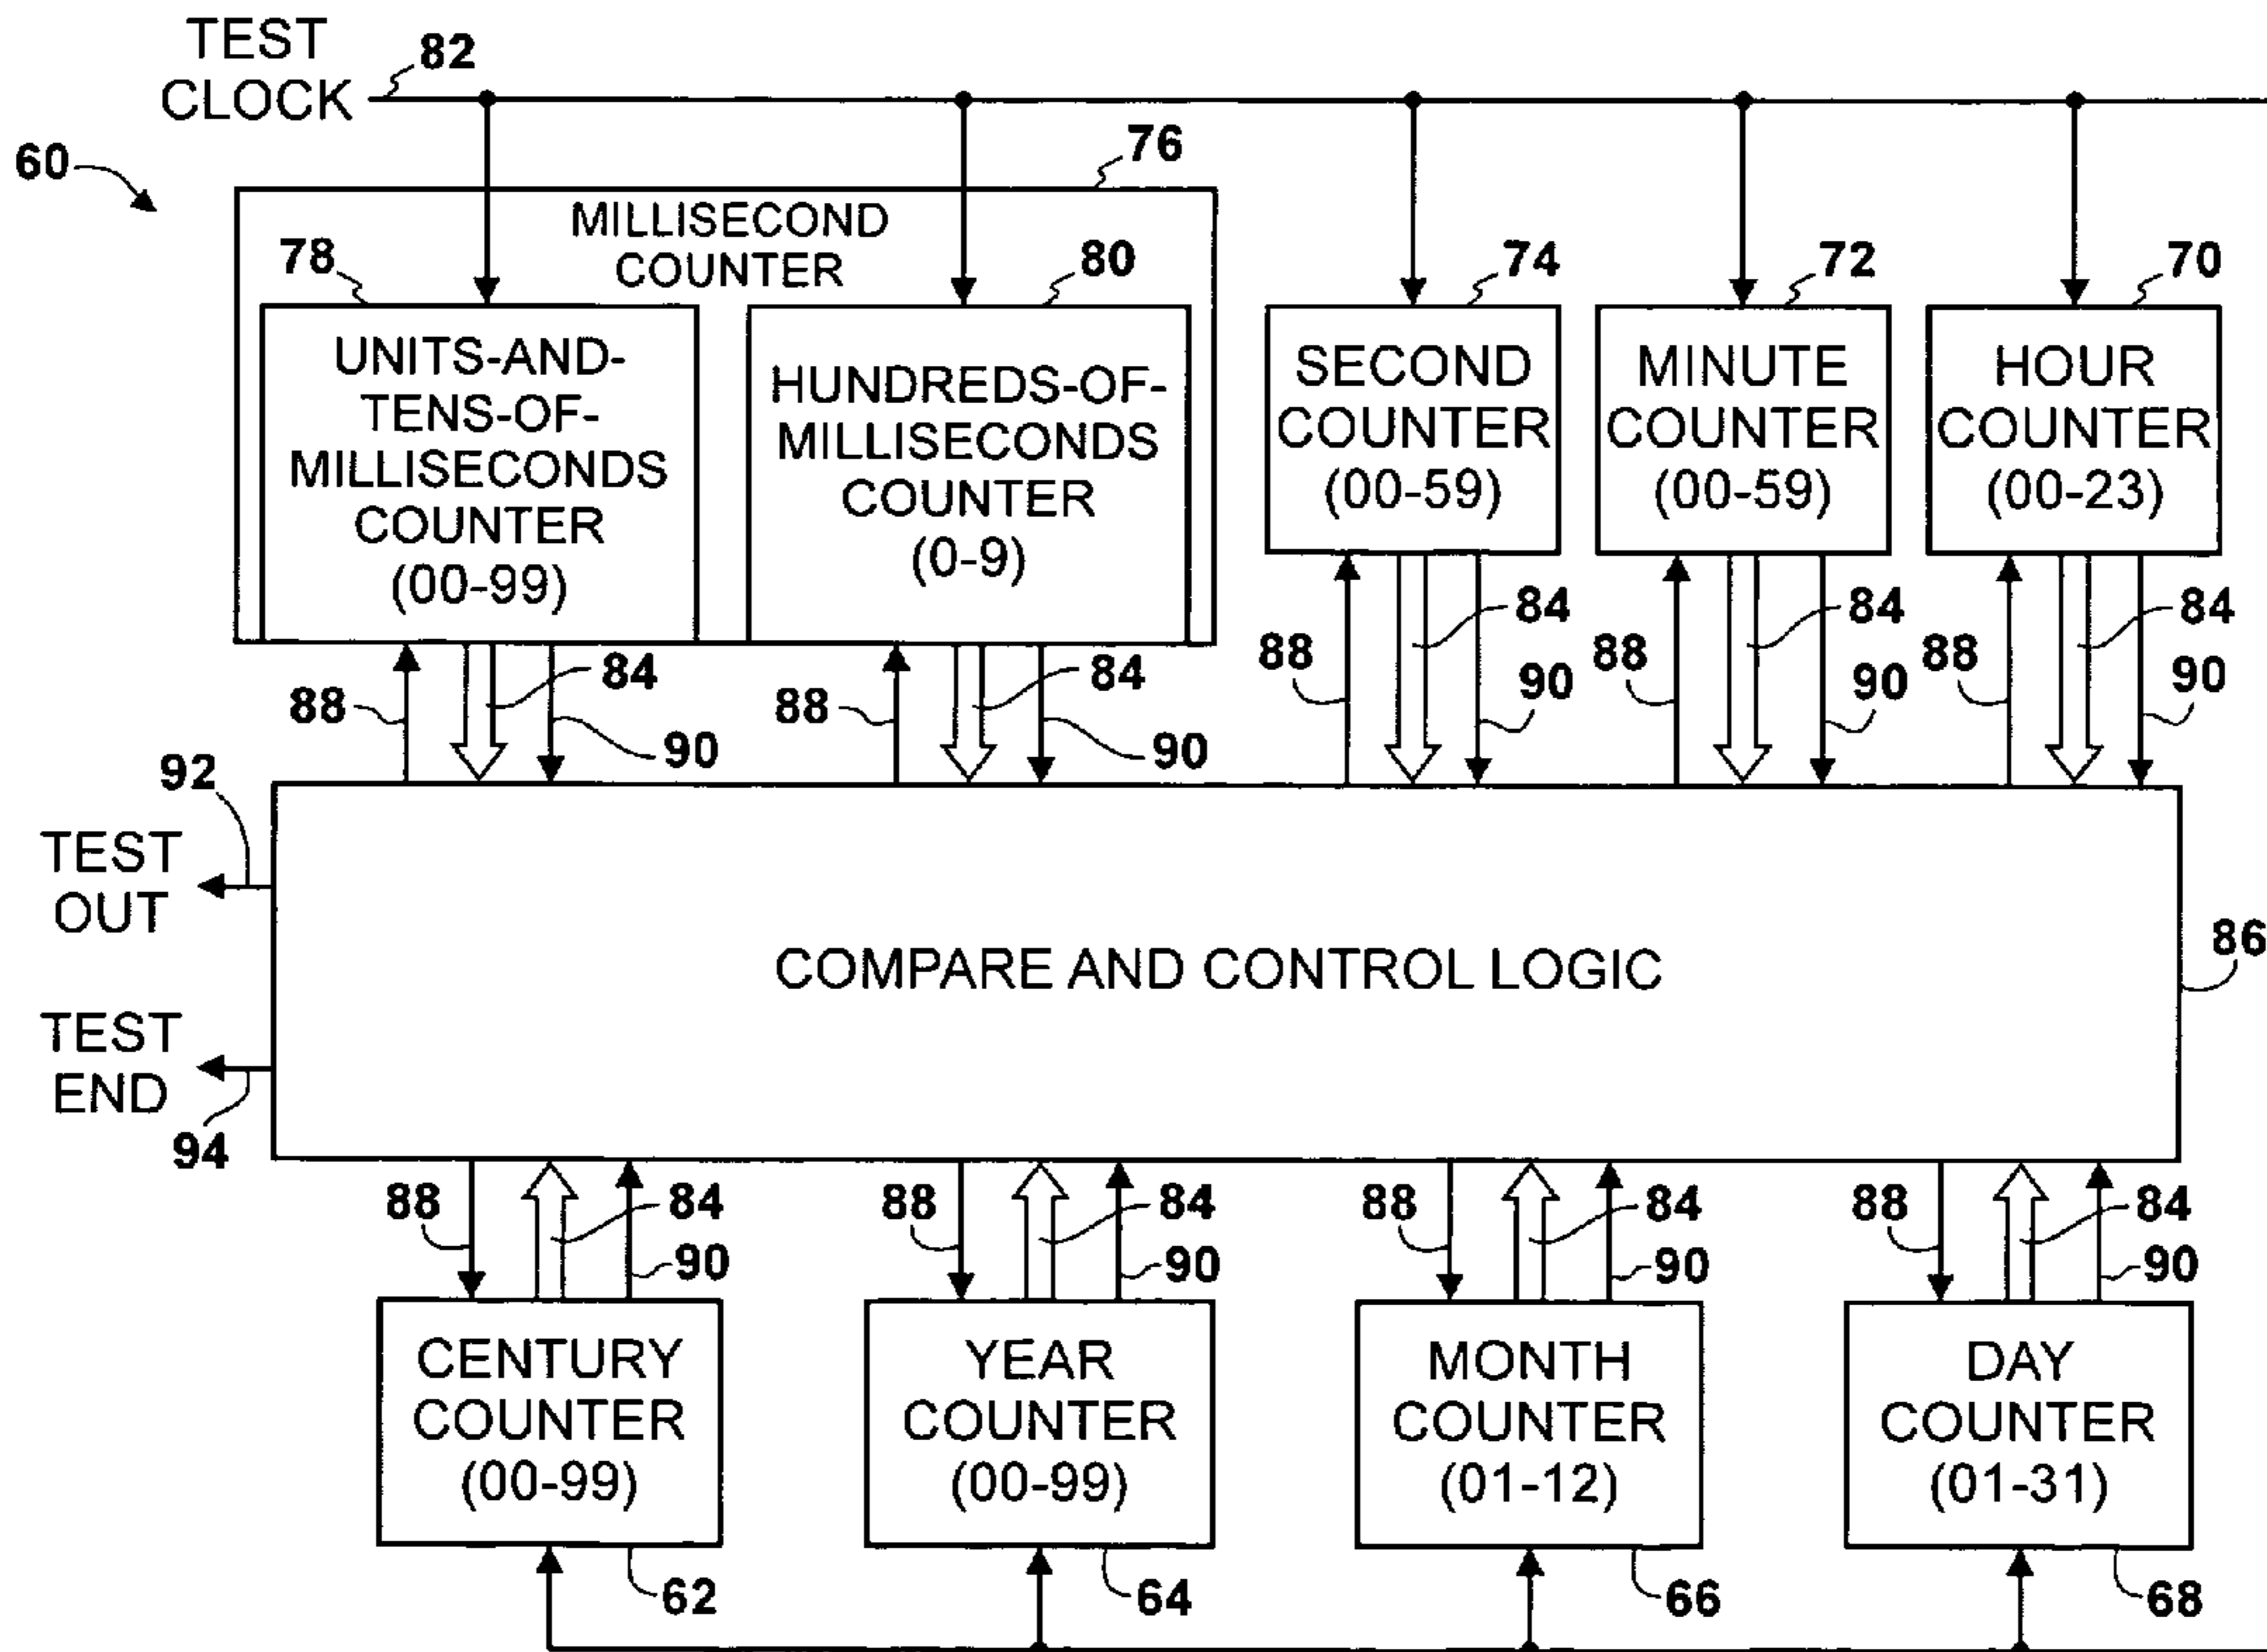 TEST
CLOCK
82
60
76
MILLISECOND
COUNTER
78
80
74
72
70
UNITS-AND-
TENS-OF-
MILLISECONDS
COUNTER
(00-99)
HUNDREDS-OF-
MILLISECONDS
COUNTER
(0-9)
SECOND
COUNTER
(00-59)
MINUTE
COUNTER
(00-59)
HOUR
COUNTER
(00-23)
88
84
90
88
84
90
88
84
90
88
84
90
88
84
90
92
TEST
OUT
COMPARE AND CONTROL LOGIC
86
TEST
END
94
88
84
90
88
84
90
88
84
90
88
84
90
CENTURY
COUNTER
(00-99)
YEAR
COUNTER
(00-99)
MONTH
COUNTER
(01-12)
DAY
COUNTER
(01-31)
62
64
66
68